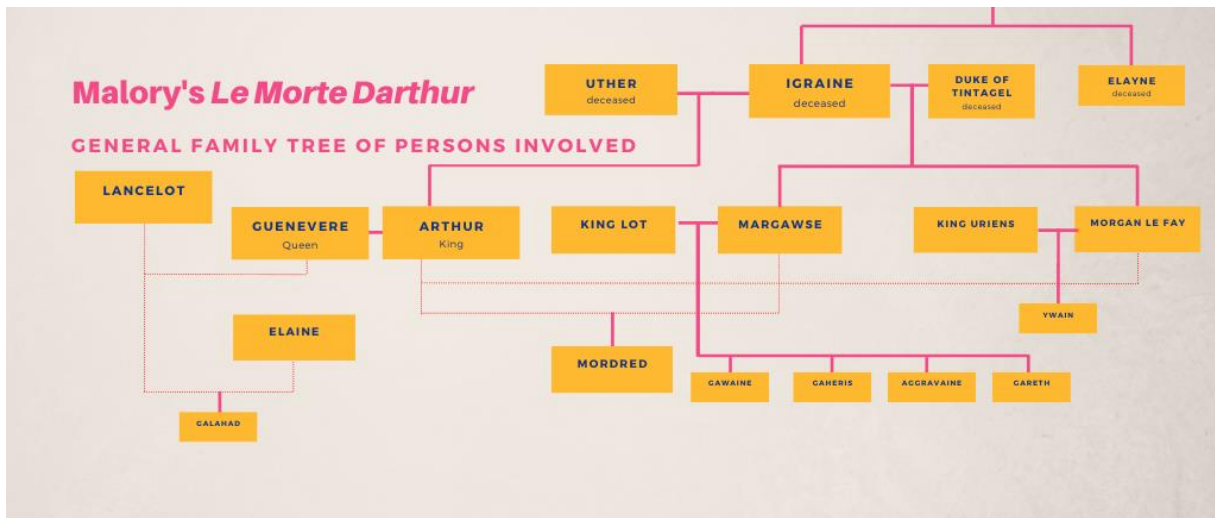 UTHER
deceased
IGRAINE
deceased
DUKE OF
TINTAGEL
deceased
ELAYNE
deceased
Malory's Le Morte Darthur
GENERAL FAMILY TREE OF PERSONS INVOLVED
LANCELOT
GUENEVERE
Queen
ARTHUR
King
KING LOT
MARGAWSE
KING URIENS
MORGAN LE FAY
ELAINE
YWAIN
MORDRED
GAWAINE
GAHERIS
AGGRAVAINE
GARETH
GALAHAD